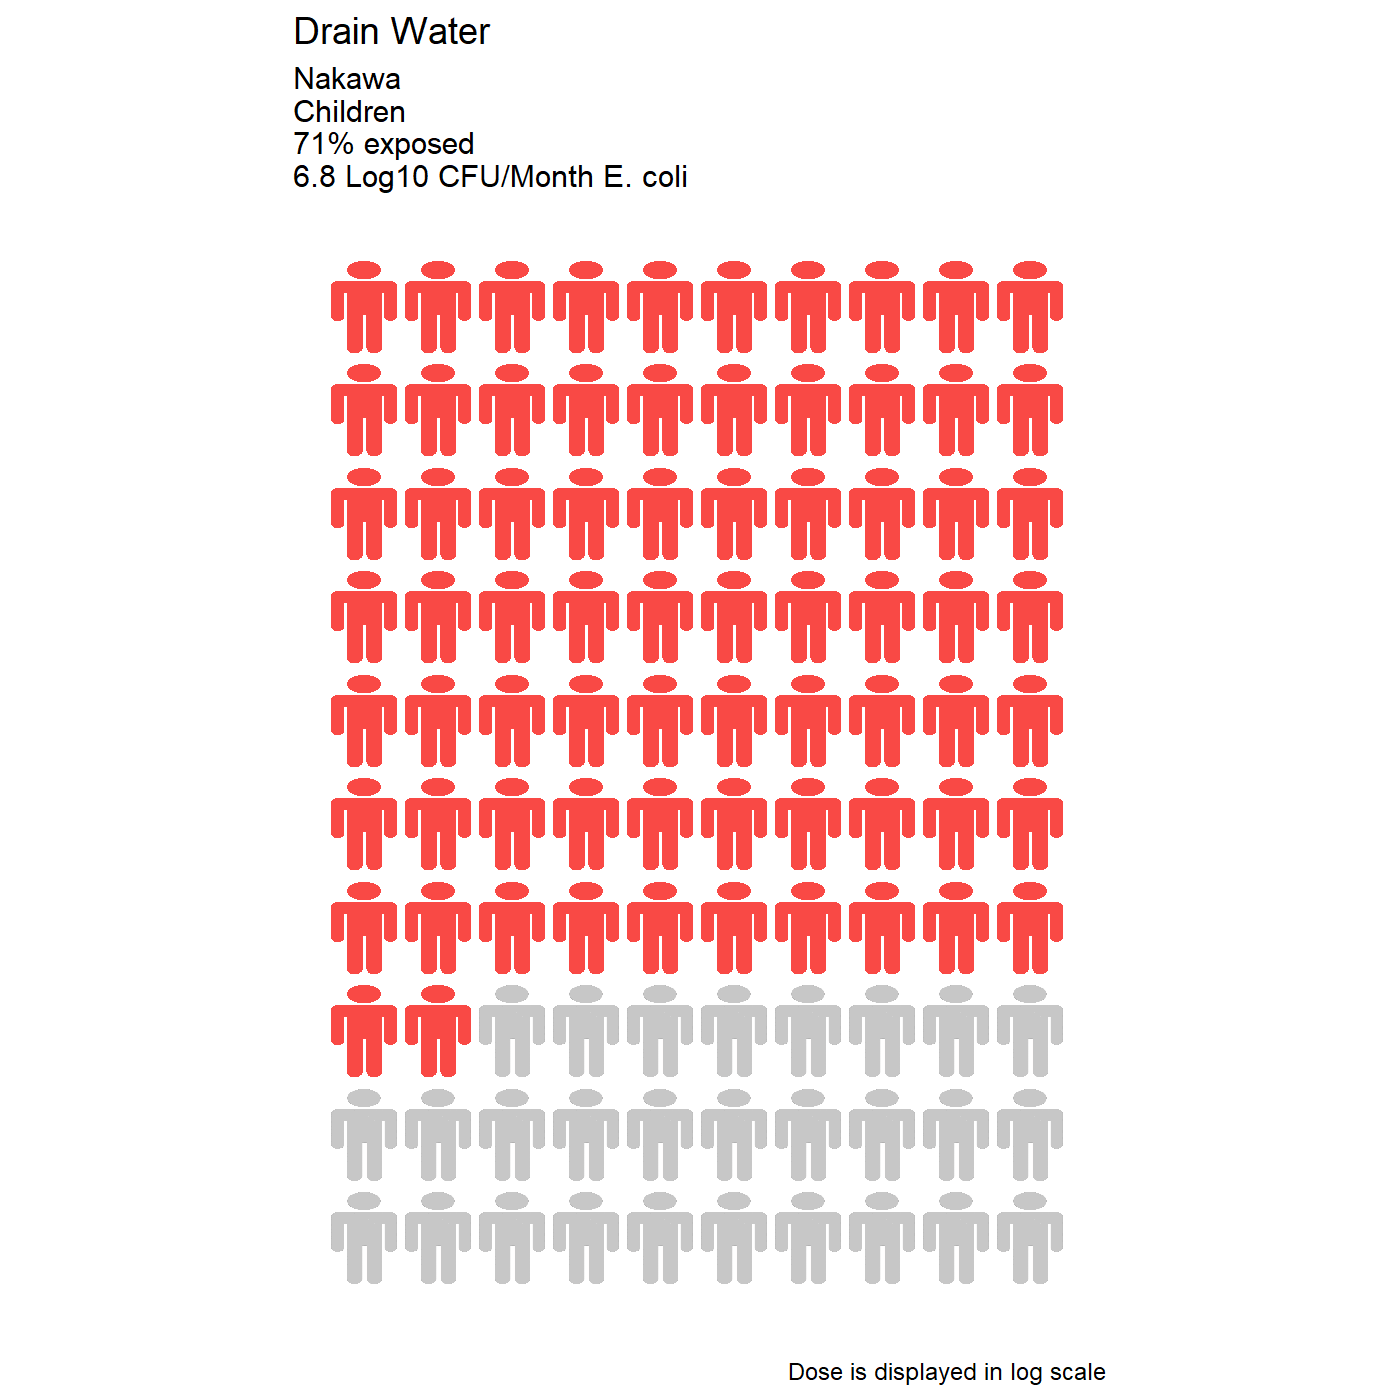 Drain Water
Nakawa
Children
71% exposed
6.8 Log10 CFU/Month E. coli
Dose is displayed in log scale